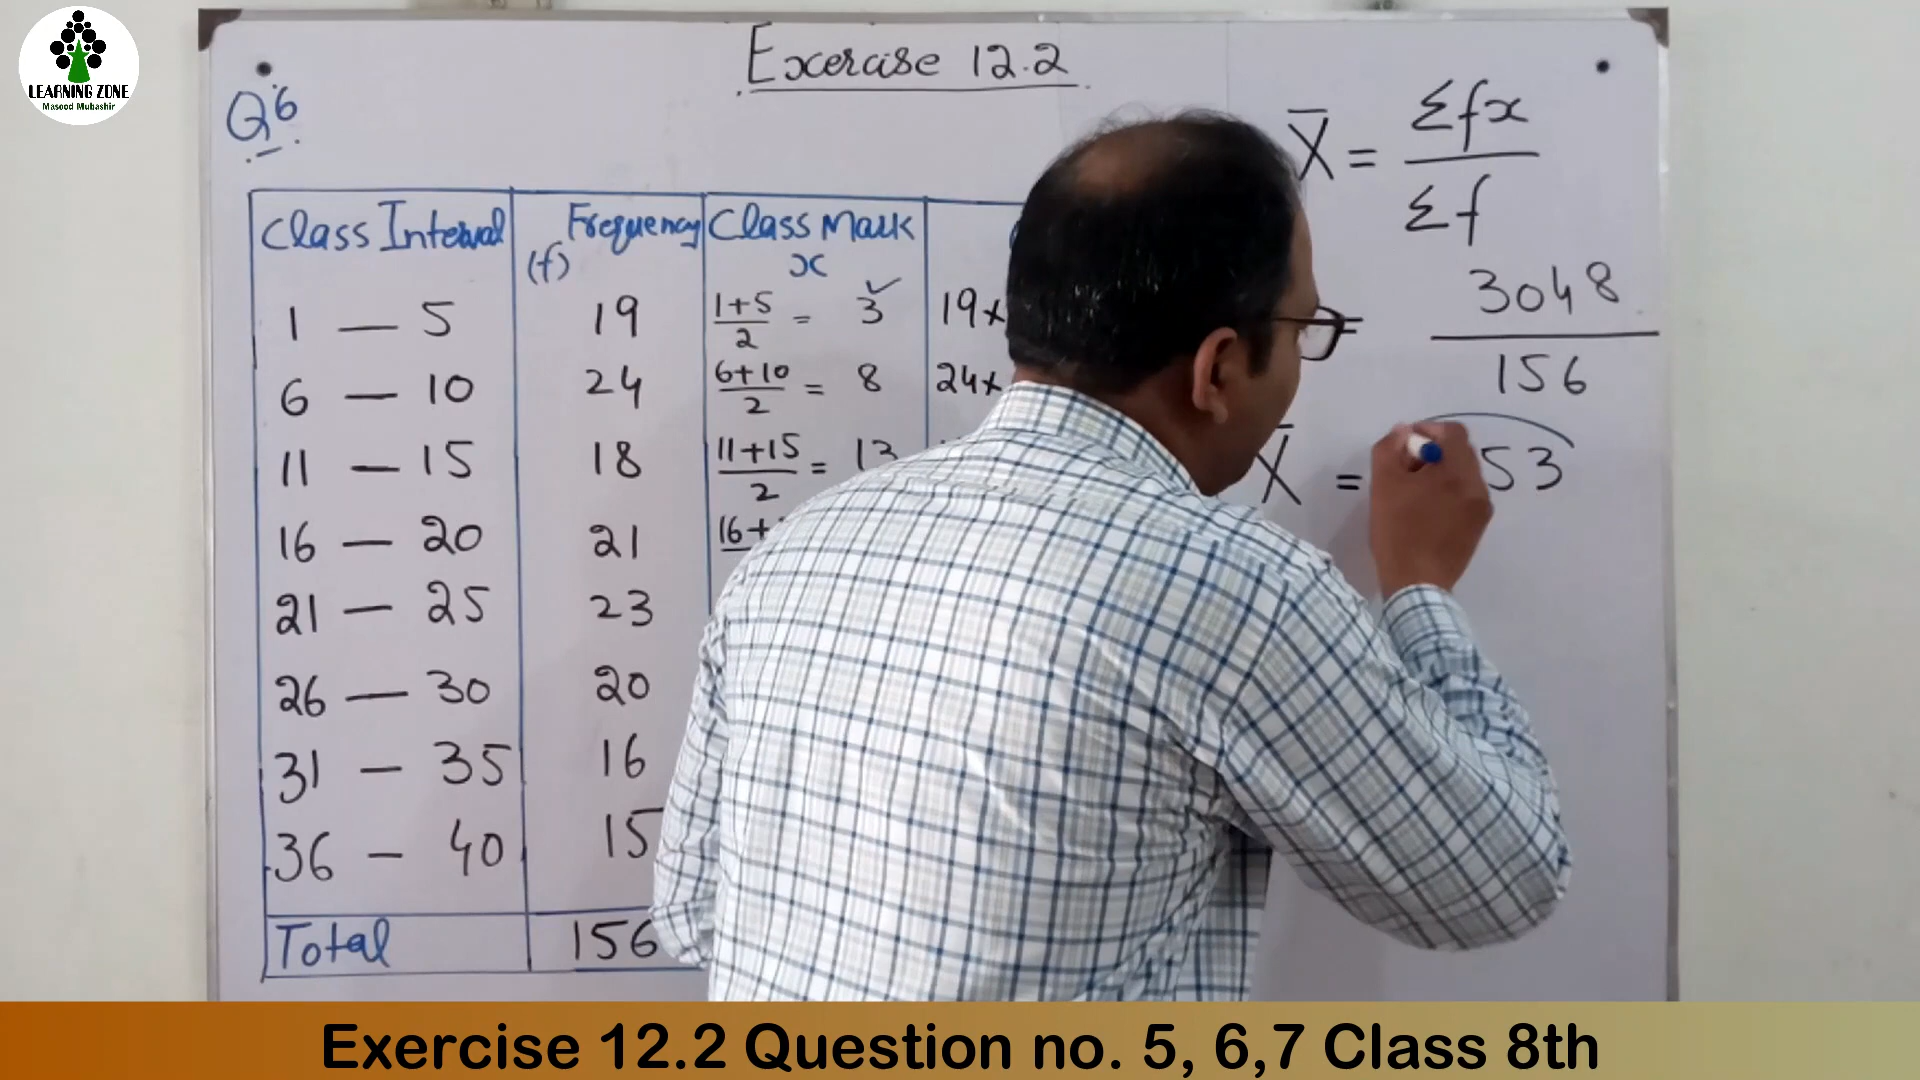 LEARNING ZONE
Masood Mubashir
Exercise 12.2
Q6
X̄ = Σfx / Σf
= 3048 / 156
X̄ = 53
Class Interval Frequency (f) Class Mark x
1 — 5 19 1+5/2 = 3 ✓ 19×
6 — 10 24 6+10/2 = 8 24×
11 — 15 18 11+15/2 = 13
16 — 20 21 16+
21 — 25 23
26 — 30 20
31 — 35 16
36 — 40 15
Total 156
Exercise 12.2 Question no. 5, 6,7 Class 8th